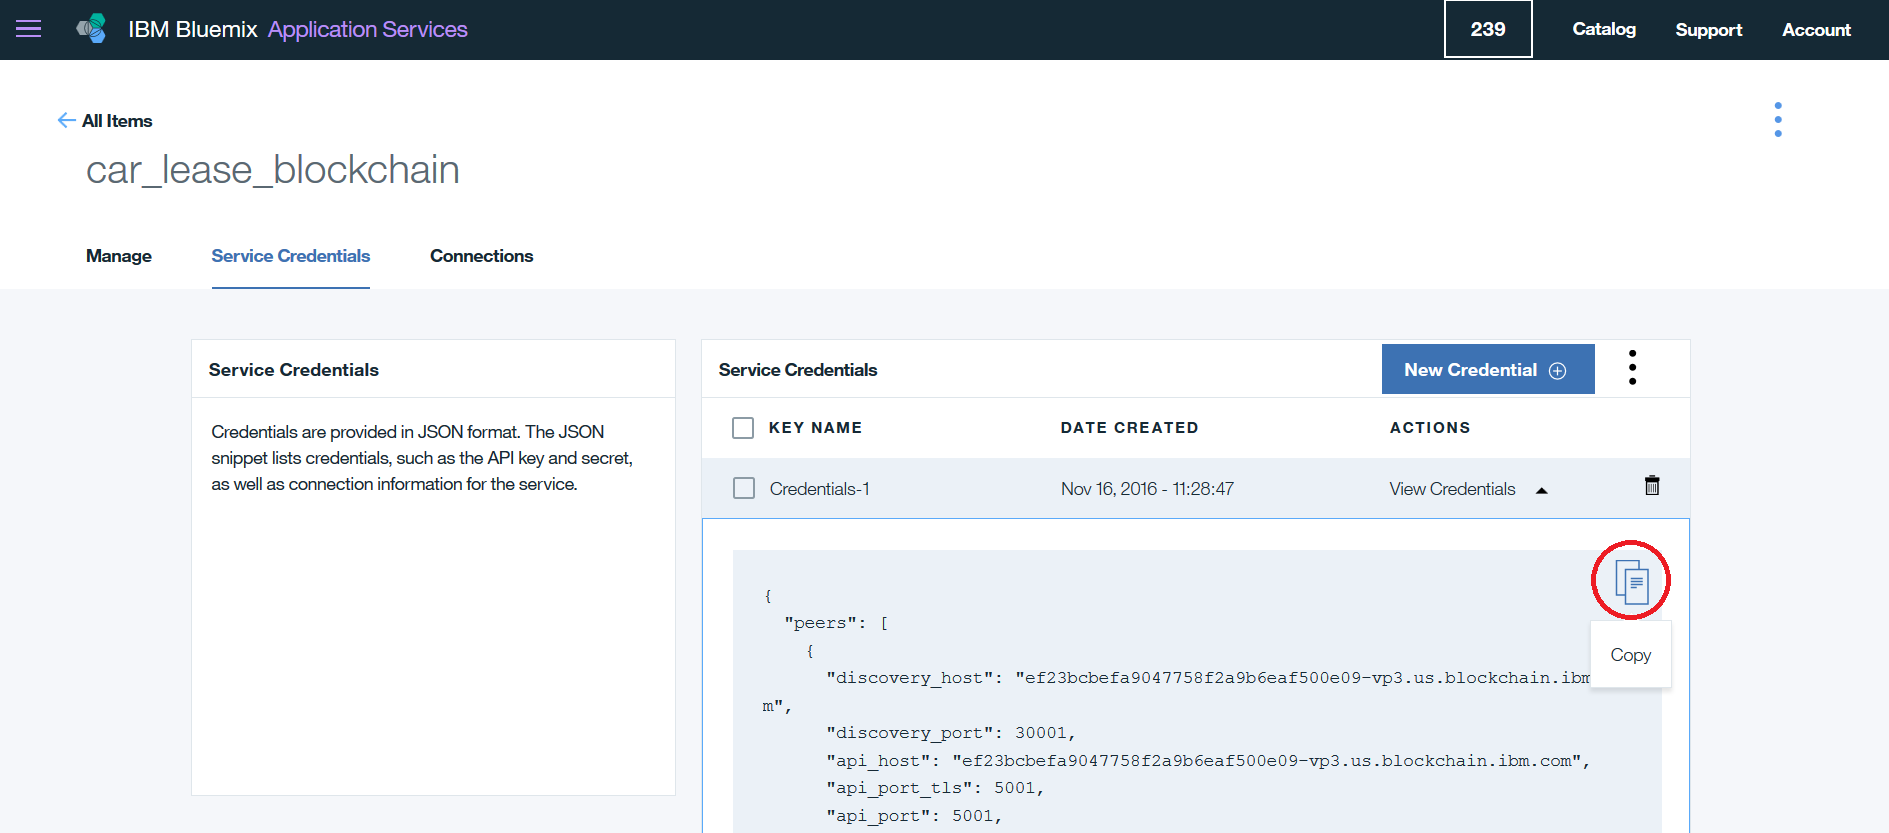 IBM Bluemix Application Services
239
Catalog
Support
Account
All Items
car_lease_blockchain
Manage
Service Credentials
Connections
Service Credentials
Credentials are provided in JSON format. The JSON
snippet lists credentials, such as the API key and secret,
as well as connection information for the service.
Service Credentials
New Credential
KEY NAME
DATE CREATED
ACTIONS
Credentials-1
Nov 16, 2016 - 11:28:47
View Credentials
Copy
{
"peers": [
{
"discovery_host": "ef23bcbefa9047758f2a9b6eaf500e09-vp3.us.blockchain.ibm
m",
"discovery_port": 30001,
"api_host": "ef23bcbefa9047758f2a9b6eaf500e09-vp3.us.blockchain.ibm.com",
"api_port_tls": 5001,
"api_port": 5001,